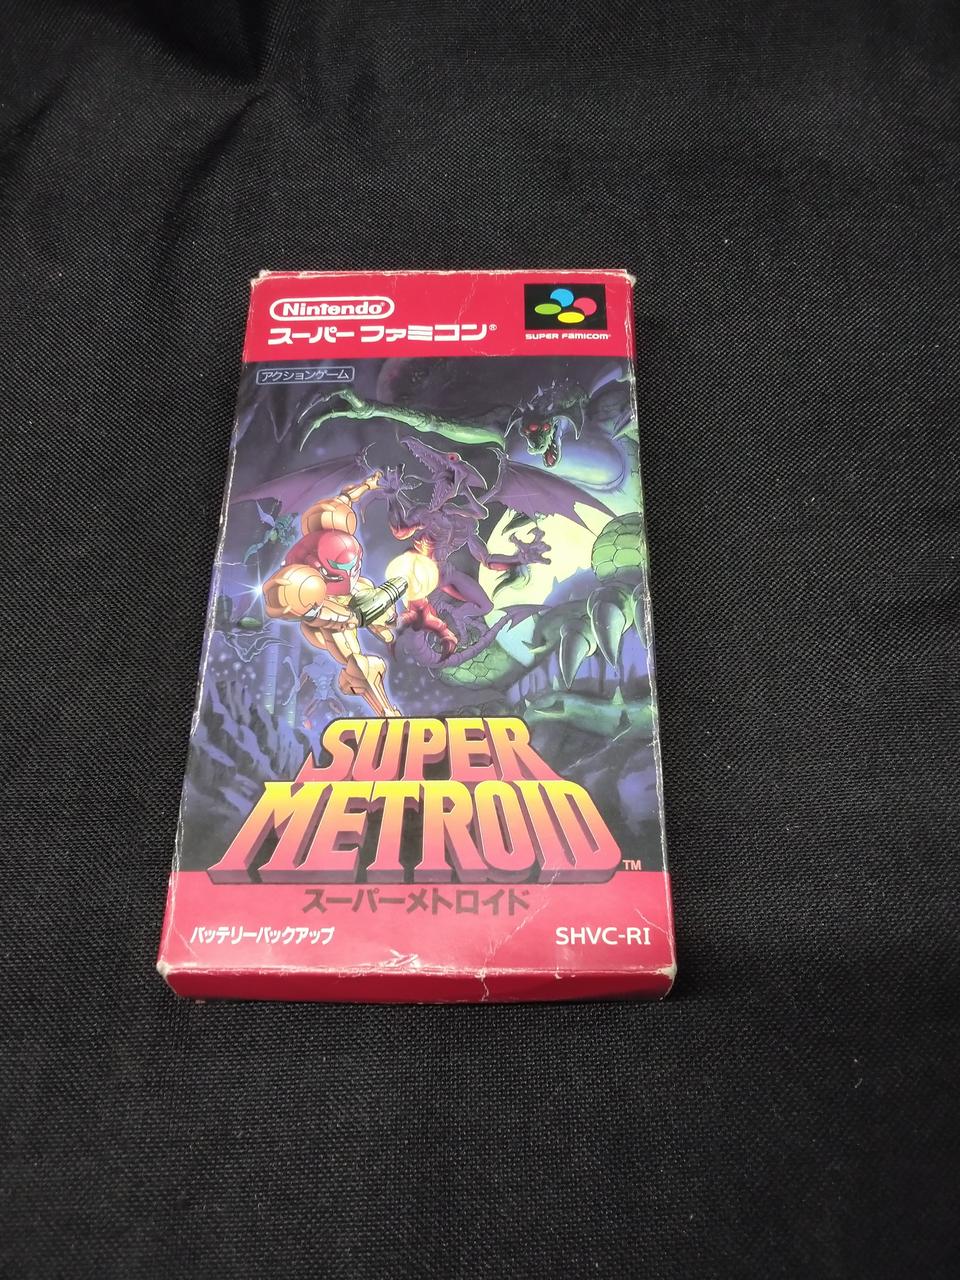 Nintendo®
スーパーファミコン®
SUPER FAMICOM®
アクションゲーム
SUPER
METROID™
スーパーメトロイド
バッテリーバックアップ
SHVC-RI